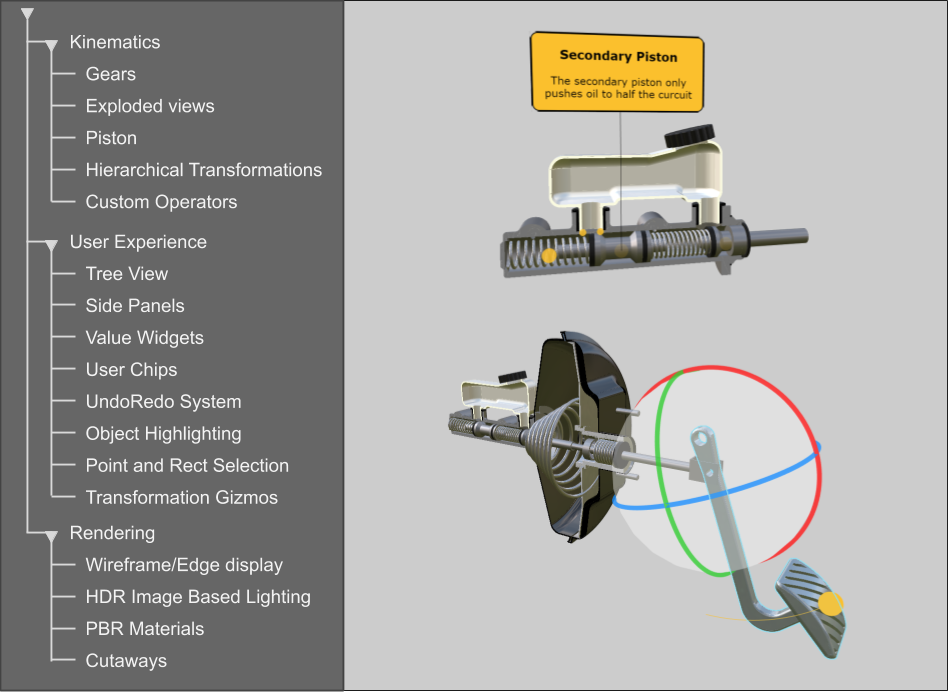 Kinematics
Gears
Exploded views
Piston
Hierarchical Transformations
Custom Operators
User Experience
Tree View
Side Panels
Value Widgets
User Chips
UndoRedo System
Object Highlighting
Point and Rect Selection
Transformation Gizmos
Rendering
Wireframe/Edge display
HDR Image Based Lighting
PBR Materials
Cutaways
Secondary Piston
The secondary piston only
pushes oil to half the curcuit